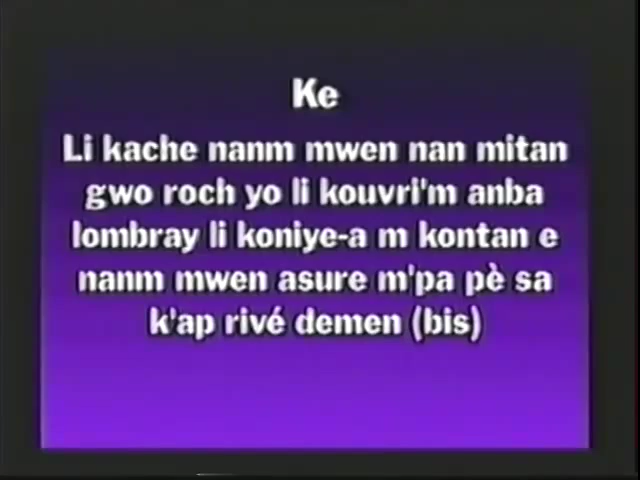 Ke
Li kache nanm mwen nan mitan
gwo roch yo li kouvri'm anba
lombray li koniye-a m kontan e
nanm mwen asure m'pa pè sa
k'ap rivé demen (bis)